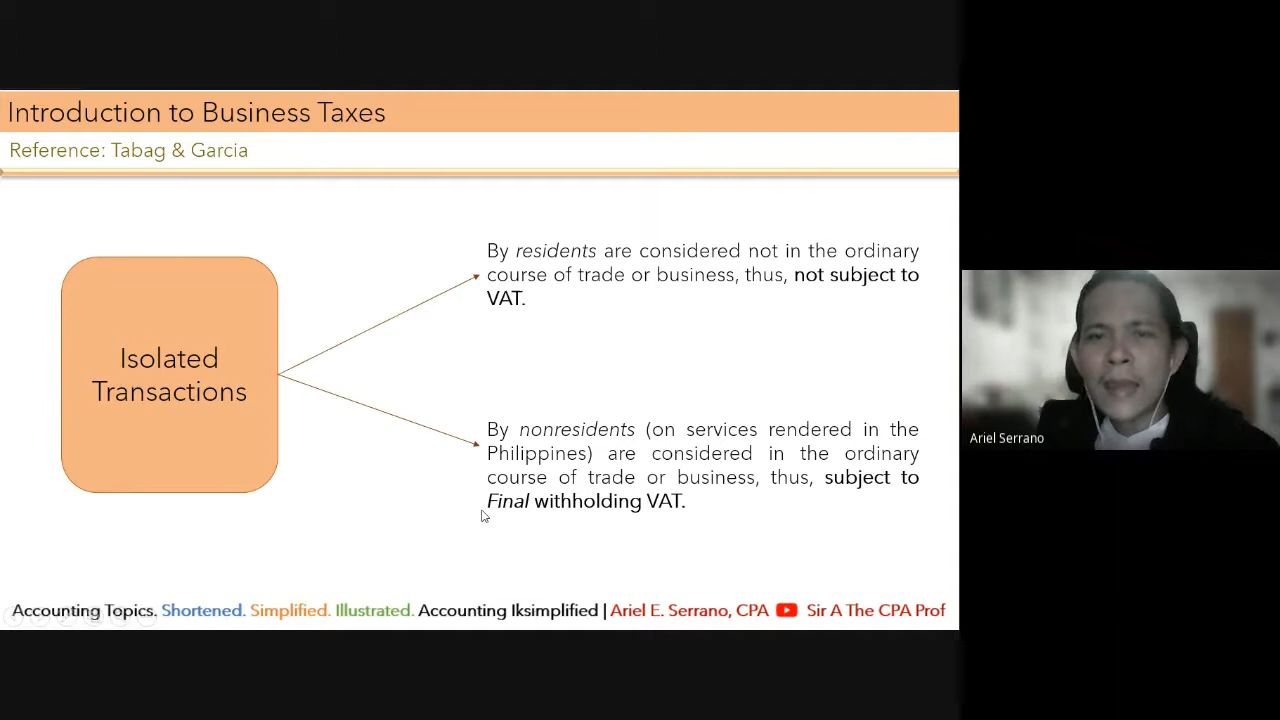 Introduction to Business Taxes
Reference: Tabag & Garcia
Isolated
Transactions
By residents are considered not in the ordinary
course of trade or business, thus, not subject to
VAT.
By nonresidents (on services rendered in the
Philippines) are considered in the ordinary
course of trade or business, thus, subject to
Final withholding VAT.
Ariel Serrano
Accounting Topics. Shortened. Simplified. Illustrated. Accounting Iksimplified | Ariel E. Serrano, CPA Sir A The CPA Prof